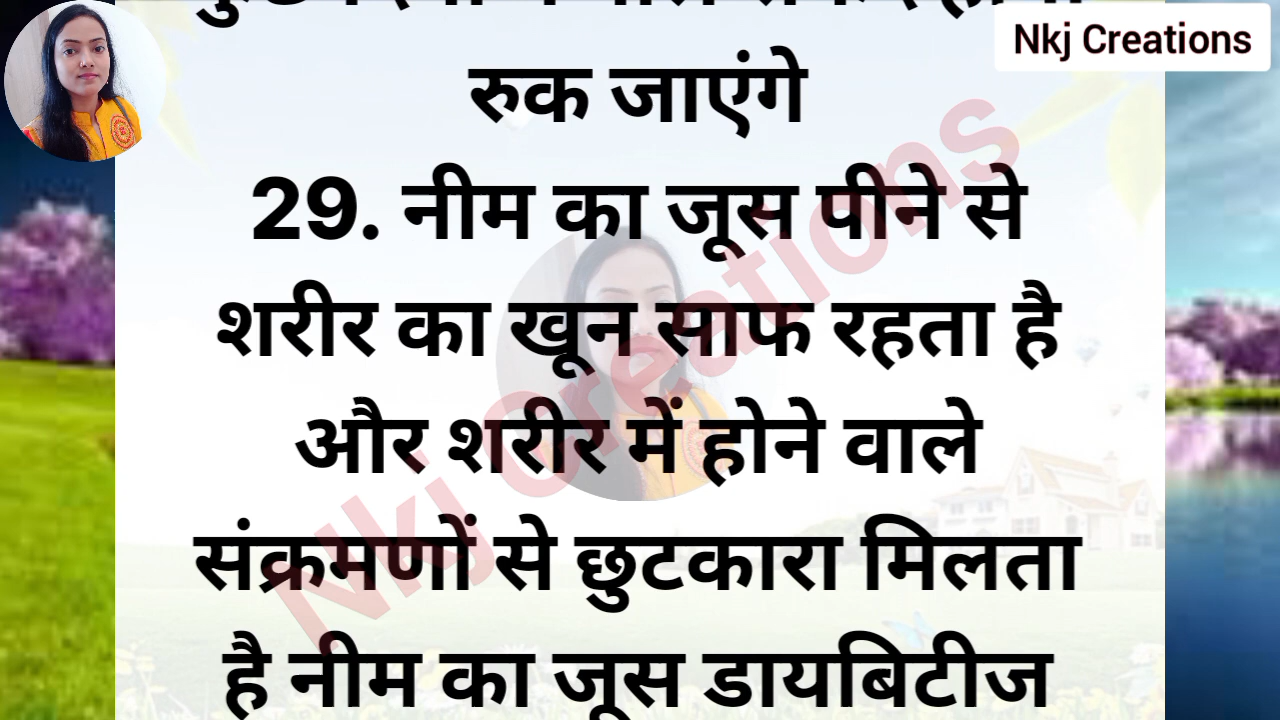 Nkj Creations
रुक जाएंगे
29. नीम का जूस पीने से
शरीर का खून साफ रहता है
और शरीर में होने वाले
संक्रमणों से छुटकारा मिलता
है नीम का जूस डायबिटीज
Nkj Creations